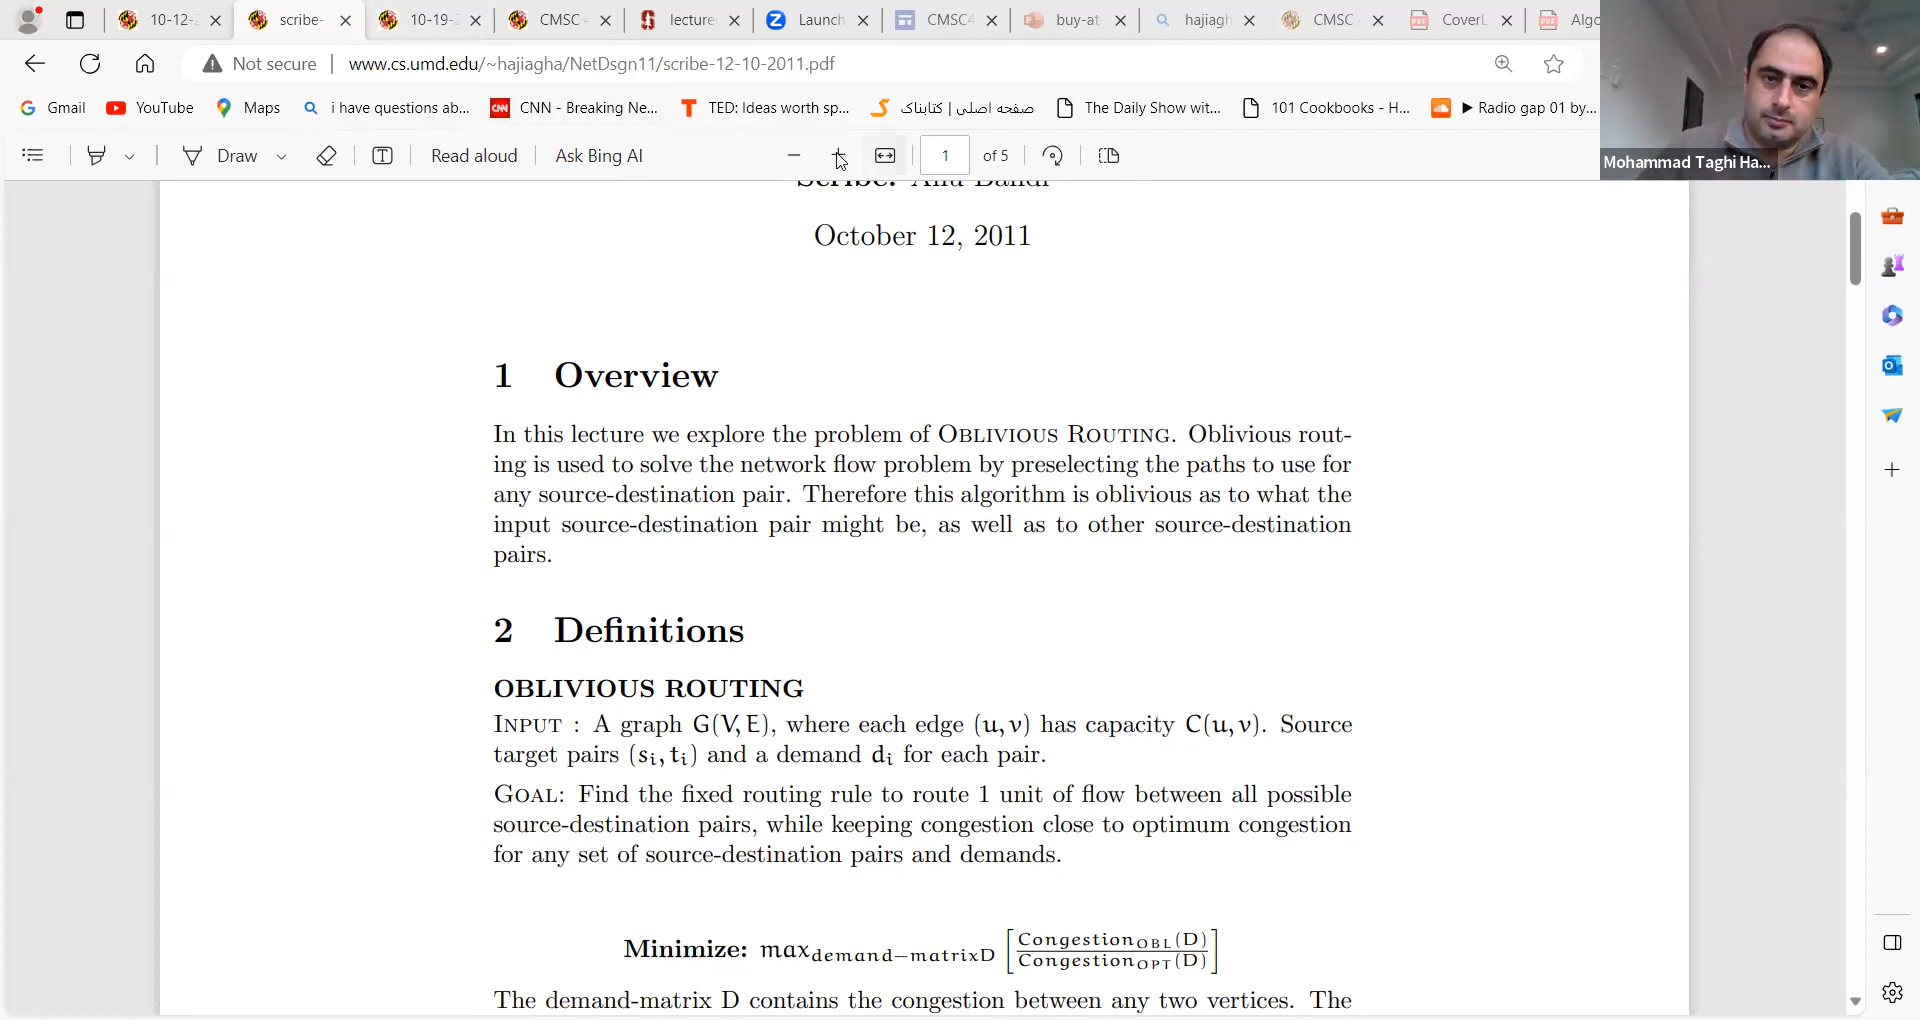 10-12-2
scribe-
10-19-
CMSC
lecture
Launch
CMSC4
buy-at
hajiagh
CMSC
CoverL
Algo
Not secure
www.cs.umd.edu/~hajiagha/NetDsgn11/scribe-12-10-2011.pdf
Gmail
YouTube
Maps
i have questions ab...
CNN - Breaking Ne...
TED: Ideas worth sp...
صفحه اصلی | کتابناک
The Daily Show wit...
101 Cookbooks - H...
▶ Radio gap 01 by...
Draw
Read aloud
Ask Bing AI
1
of 5
Mohammad Taghi Ha...
October 12, 2011
1 Overview
In this lecture we explore the problem of OBLIVIOUS ROUTING. Oblivious rout-
ing is used to solve the network flow problem by preselecting the paths to use for
any source-destination pair. Therefore this algorithm is oblivious as to what the
input source-destination pair might be, as well as to other source-destination
pairs.
2 Definitions
OBLIVIOUS ROUTING
INPUT : A graph G(V, E), where each edge (u, v) has capacity C(u, v). Source
target pairs (sᵢ, tᵢ) and a demand dᵢ for each pair.
GOAL: Find the fixed routing rule to route 1 unit of flow between all possible
source-destination pairs, while keeping congestion close to optimum congestion
for any set of source-destination pairs and demands.
Minimize: max demand−matrixD [Congestion OBL (D) / Congestion OPT (D)]
The demand-matrix D contains the congestion between any two vertices. The